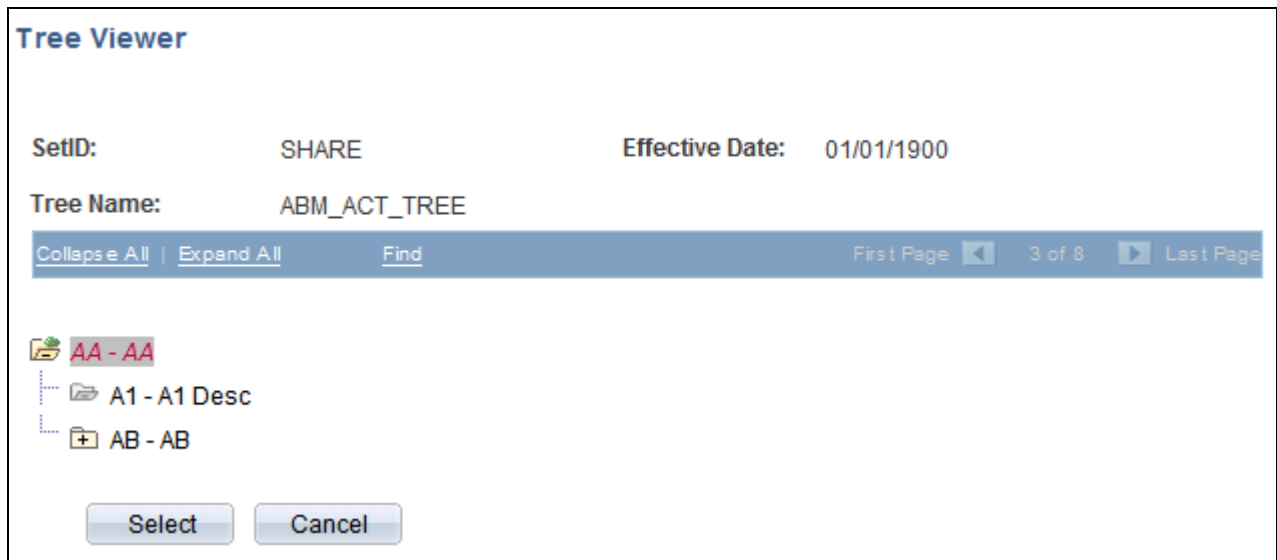 Tree Viewer
SetID: SHARE Effective Date: 01/01/1900
Tree Name: ABM_ACT_TREE
Collapse All | Expand All Find First Page 3 of 8 Last Page
AA - AA
A1 - A1 Desc
AB - AB
Select Cancel